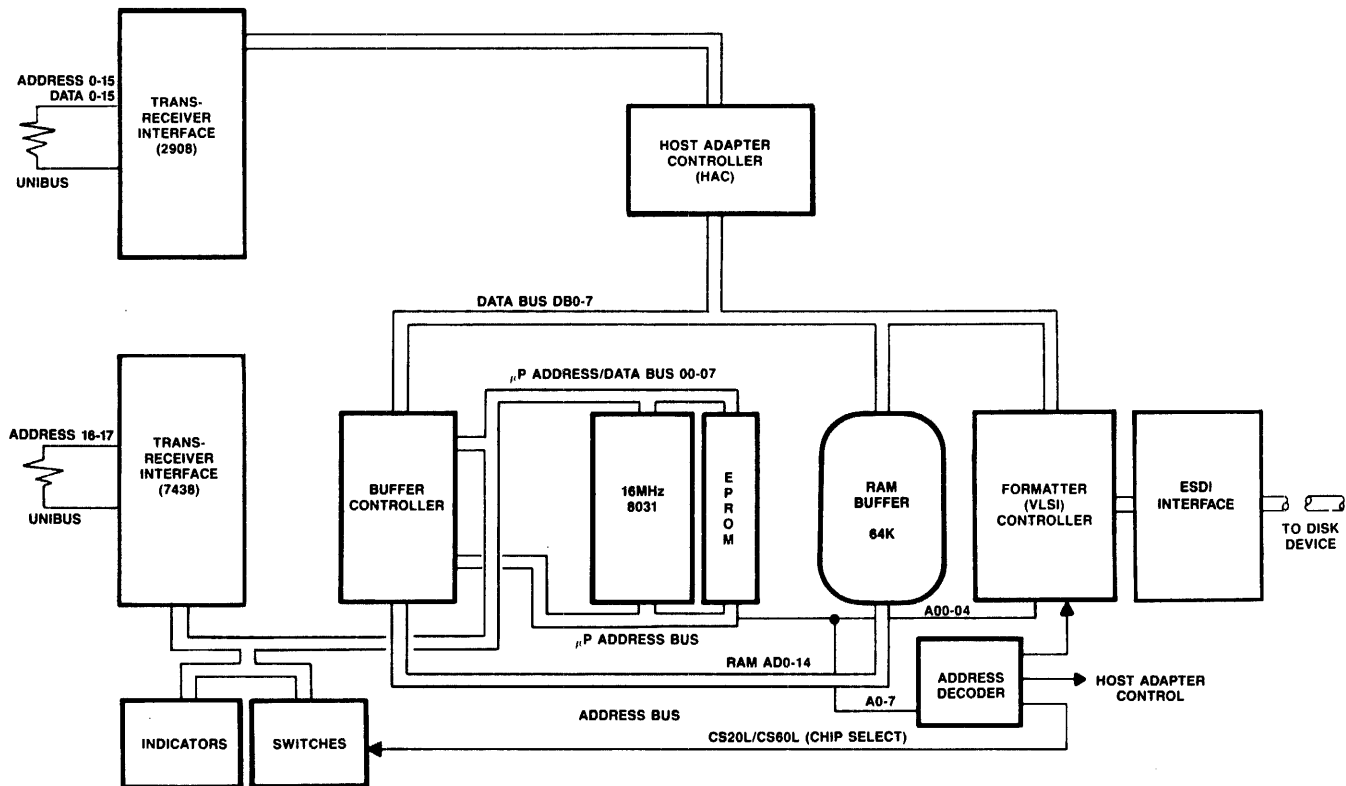 ADDRESS 0-15
DATA 0-15
UNIBUS
TRANS-
RECEIVER
INTERFACE
(2908)
HOST ADAPTER
CONTROLLER
(HAC)
DATA BUS DB0-7
μP ADDRESS/DATA BUS 00-07
ADDRESS 16-17
UNIBUS
TRANS-
RECEIVER
INTERFACE
(7438)
BUFFER
CONTROLLER
16MHz
8031
E
P
R
O
M
RAM
BUFFER
64K
FORMATTER
(VLSI)
CONTROLLER
ESDI
INTERFACE
TO DISK
DEVICE
A00-04
μP ADDRESS BUS
RAM AD0-14
ADDRESS
DECODER
HOST ADAPTER
CONTROL
A0-7
ADDRESS BUS
CS20L/CS60L (CHIP SELECT)
INDICATORS
SWITCHES